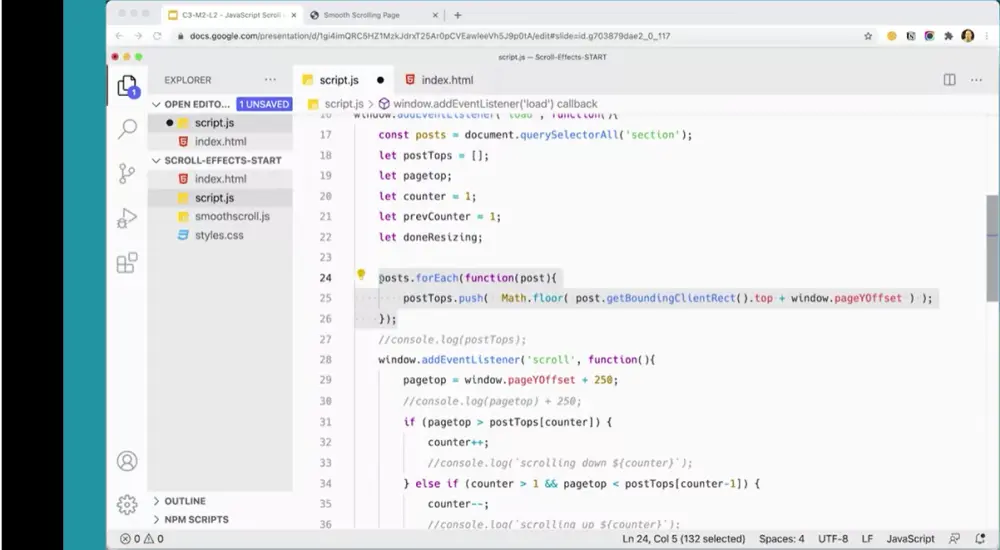 C3-M2-L2 - JavaScript Scroll
Smooth Scrolling Page
docs.google.com/presentation/d/1gi4imQRC5HZ1MzkJdrxT25Ar0pCVEawleeVh5J9p0tA/edit#slide=id.g703879dae2_0_117
script.js — Scroll-Effects-START
EXPLORER
script.js
index.html
OPEN EDITO... 1 UNSAVED
script.js > window.addEventListener('load') callback
script.js
index.html
SCROLL-EFFECTS-START
index.html
script.js
smoothscroll.js
styles.css
OUTLINE
NPM SCRIPTS
16 window.addEventListener('load', function(){
17 const posts = document.querySelectorAll('section');
18 let postTops = [];
19 let pagetop;
20 let counter = 1;
21 let prevCounter = 1;
22 let doneResizing;
23
24 posts.forEach(function(post){
25 postTops.push( Math.floor( post.getBoundingClientRect().top + window.pageYOffset ) );
26 });
27 //console.log(postTops);
28 window.addEventListener('scroll', function(){
29 pagetop = window.pageYOffset + 250;
30 //console.log(pagetop) + 250;
31 if (pagetop > postTops[counter]) {
32 counter++;
33 //console.log(`scrolling down ${counter}`);
34 } else if (counter > 1 && pagetop < postTops[counter-1]) {
35 counter--;
36 //console.log(`scrolling up ${counter}`);
0 0
Ln 24, Col 5 (132 selected) Spaces: 4 UTF-8 LF JavaScript